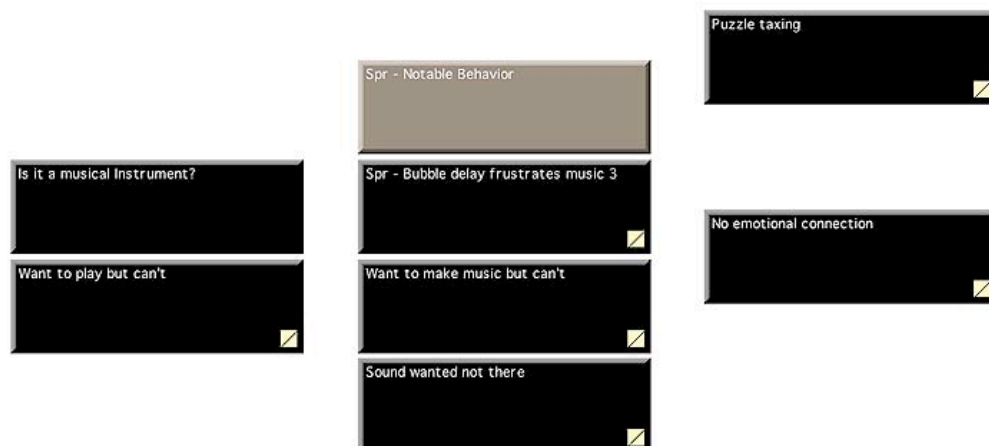 Is it a musical Instrument?
Want to play but can't
Spr - Notable Behavior
Spr - Bubble delay frustrates music 3
Want to make music but can't
Sound wanted not there
Puzzle taxing
No emotional connection